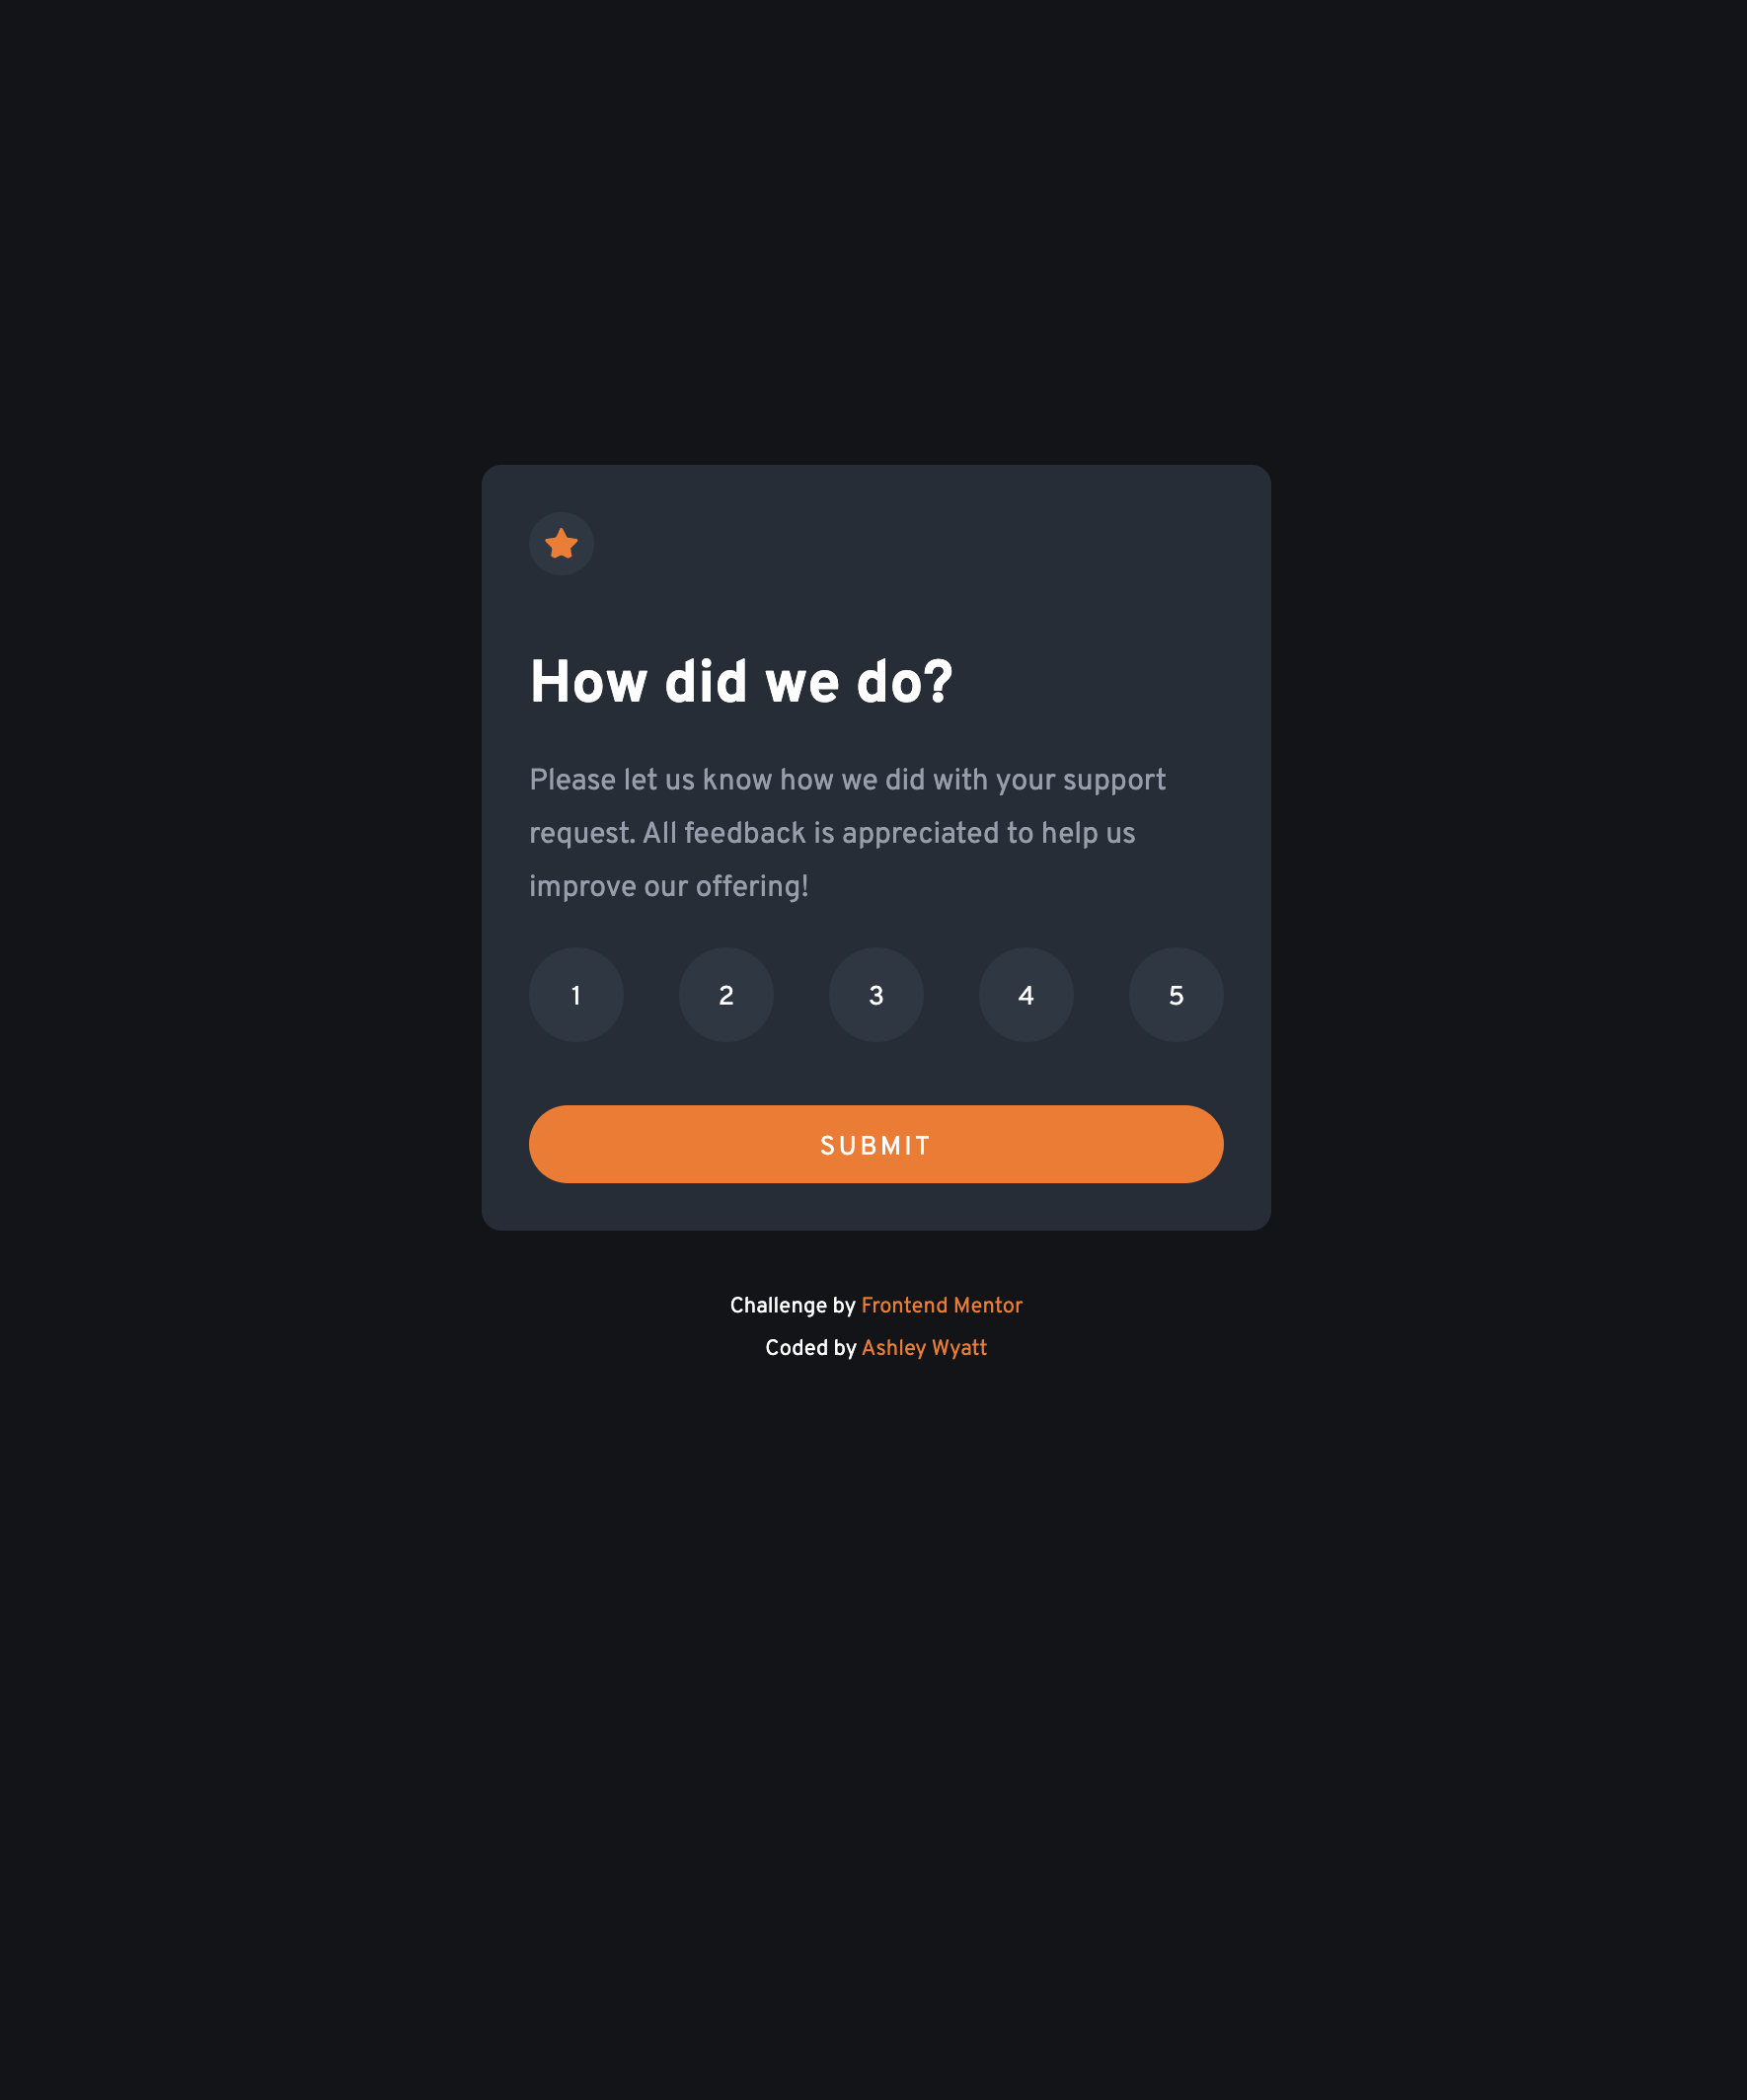 How did we do?
Please let us know how we did with your support
request. All feedback is appreciated to help us
improve our offering!
1 2 3 4 5
SUBMIT
Challenge by Frontend Mentor
Coded by Ashley Wyatt